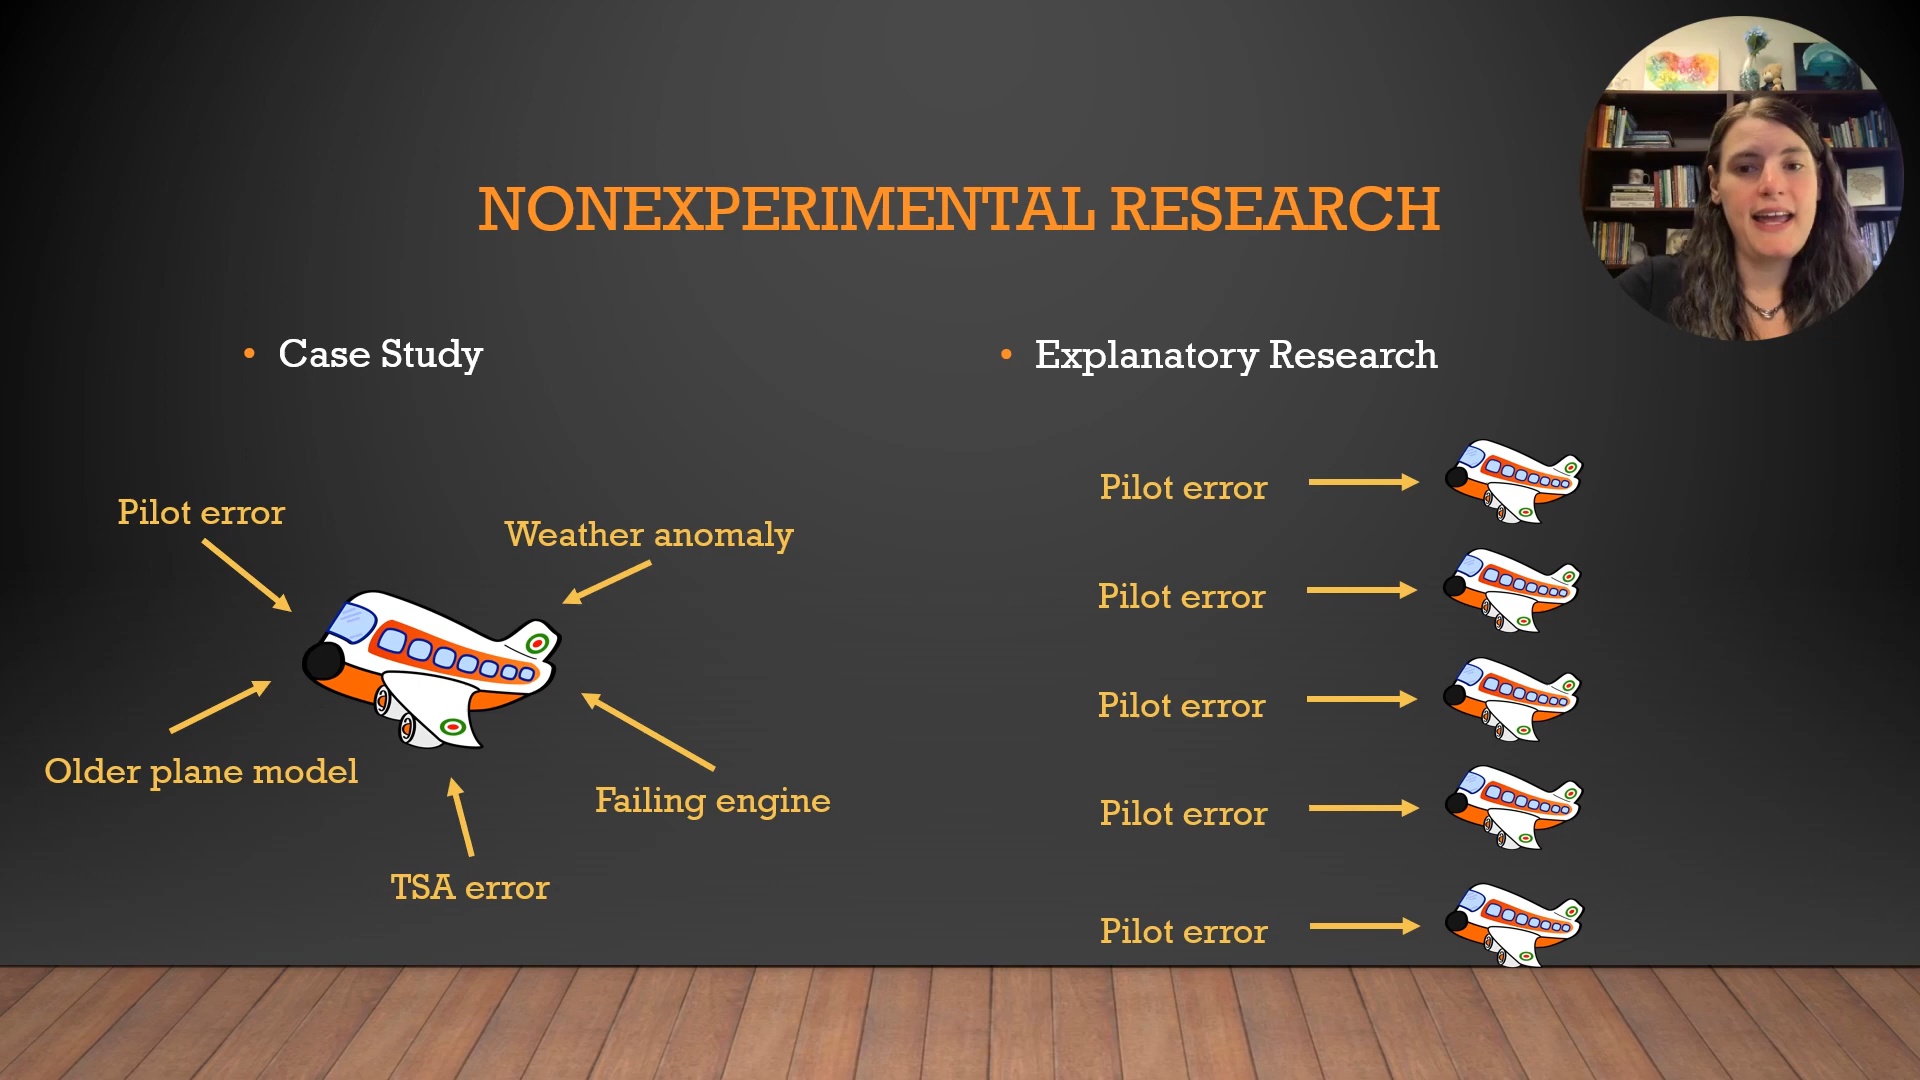 NONEXPERIMENTAL RESEARCH
• Case Study
Pilot error
Weather anomaly
Older plane model
Failing engine
TSA error
• Explanatory Research
Pilot error
Pilot error
Pilot error
Pilot error
Pilot error